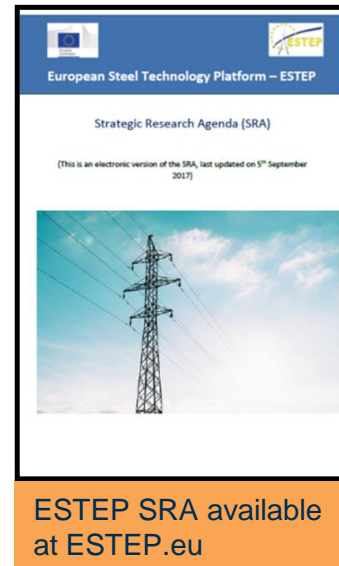 ESTEP
European Steel Technology Platform – ESTEP
Strategic Research Agenda (SRA)
(This is an electronic version of the SRA, last updated on 5th September
2017)
ESTEP SRA available
at ESTEP.eu